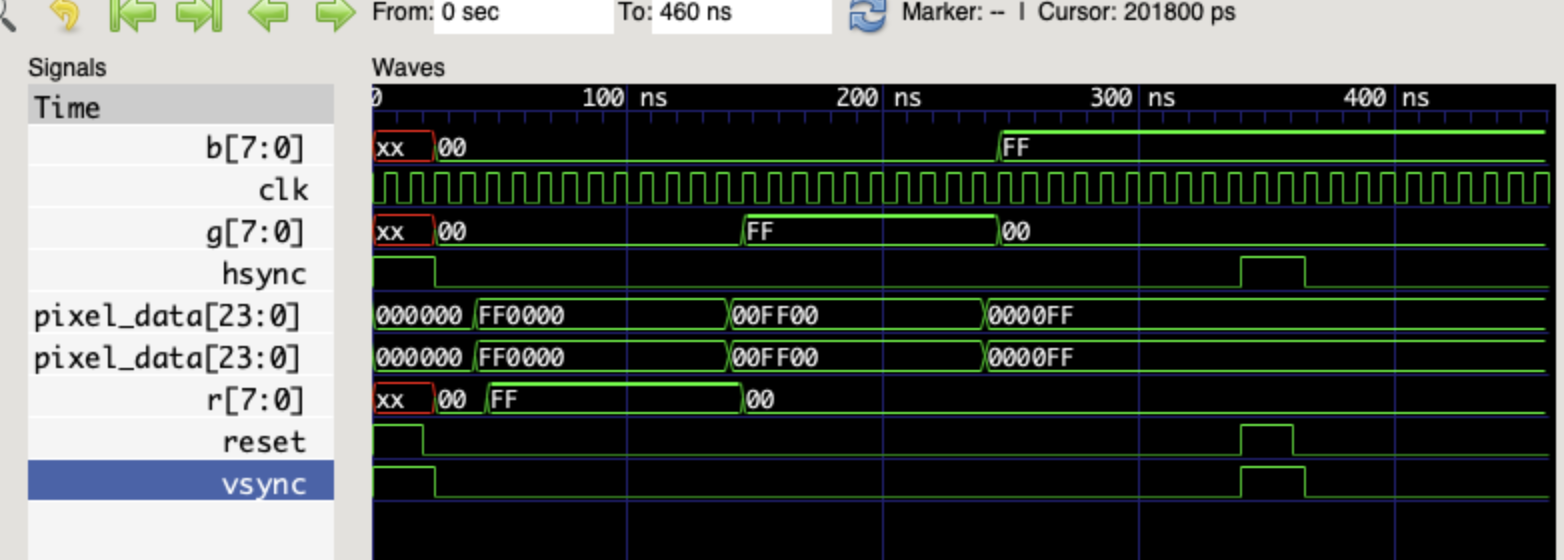 From: 0 sec To: 460 ns Marker: -- | Cursor: 201800 ps
Signals Waves
Time 0 100 ns 200 ns 300 ns 400 ns
b[7:0] xx 00 FF
clk
g[7:0] xx 00 FF 00
hsync
pixel_data[23:0] 000000 FF0000 00FF00 0000FF
pixel_data[23:0] 000000 FF0000 00FF00 0000FF
r[7:0] xx 00 FF 00
reset
vsync